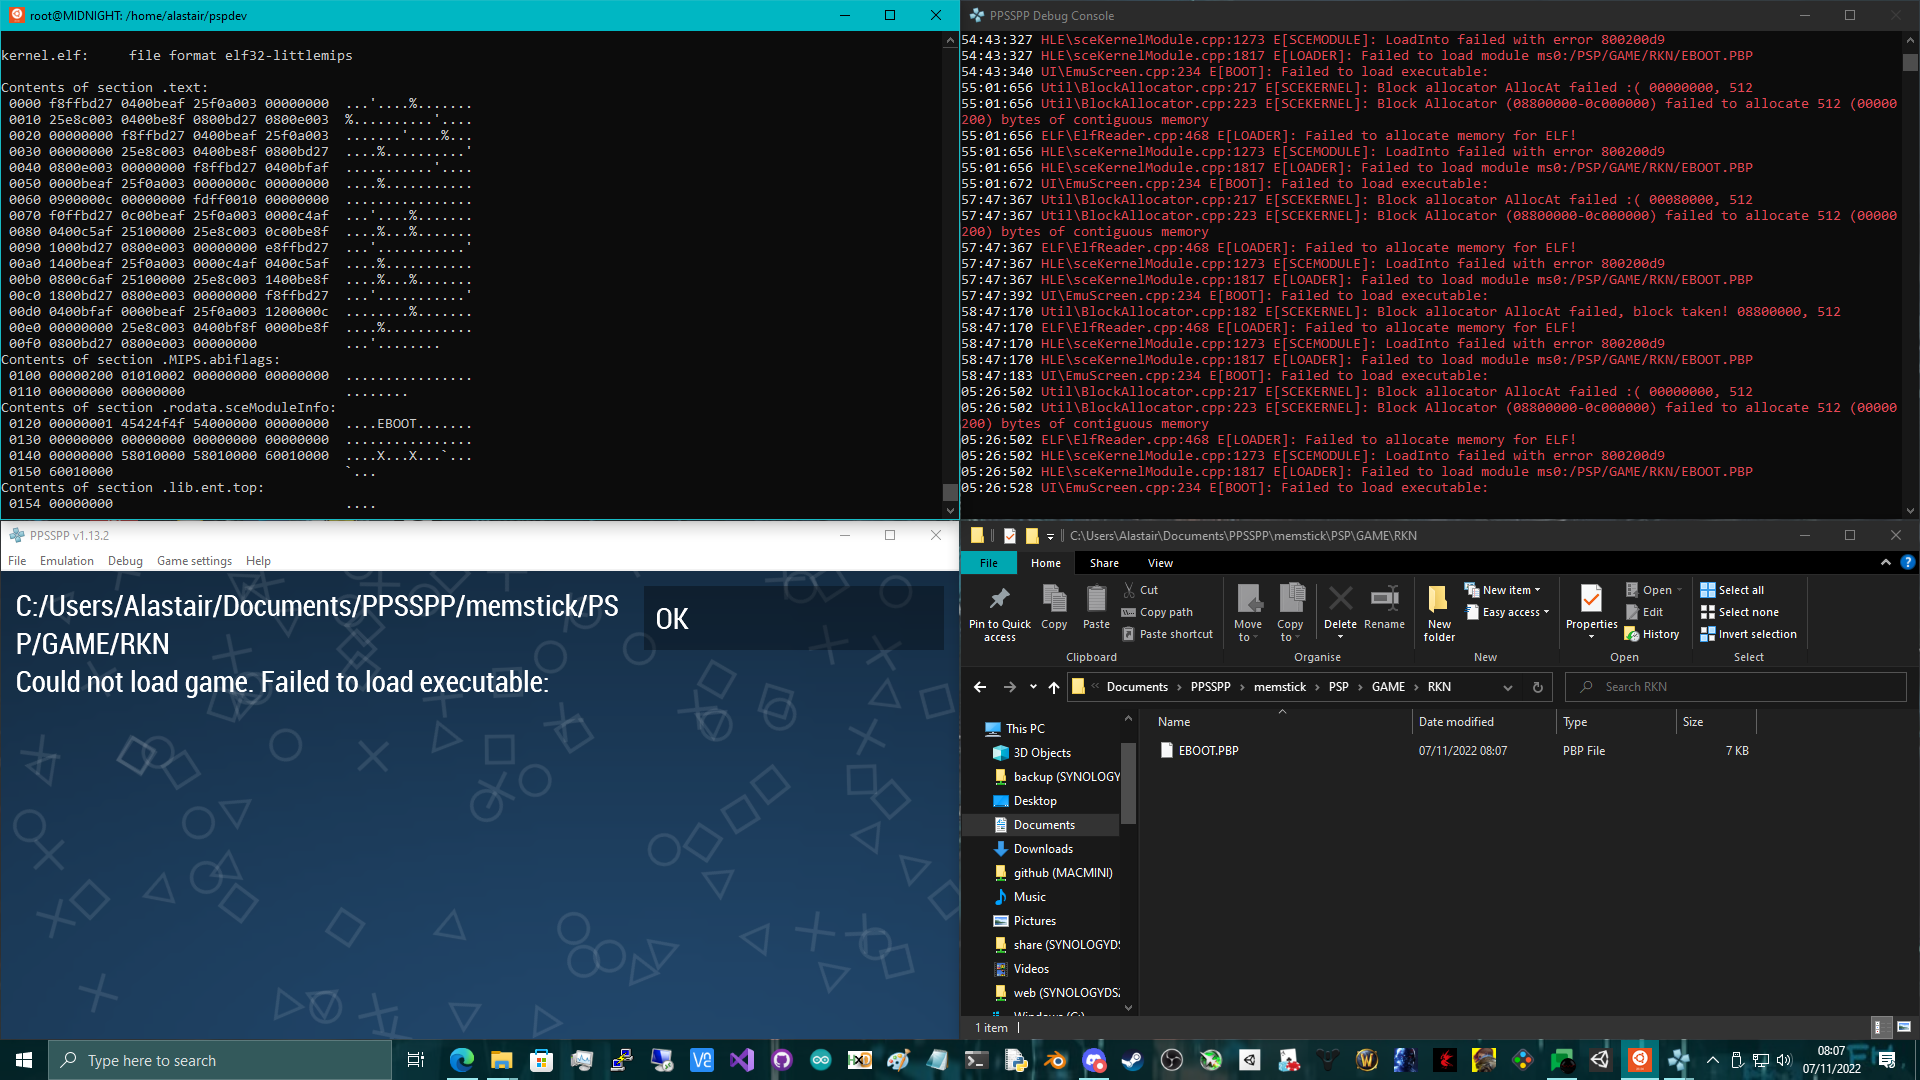 root@MIDNIGHT: /home/alastair/pspdev
kernel.elf:     file format elf32-littlemips
Contents of section .text:
 0000 f8ffbd27 0400beaf 25f0a003 00000000  ...'....%.......
 0010 25e8c003 0400be8f 0800bd27 0800e003  %..........'....
 0020 00000000 f8ffbd27 0400beaf 25f0a003  .......'....%...
 0030 00000000 25e8c003 0400be8f 0800bd27  ....%..........'
 0040 0800e003 00000000 f8ffbd27 0400bfaf  ...........'....
 0050 0000beaf 25f0a003 0000000c 00000000  ....%...........
 0060 0900000c 00000000 fdff0010 00000000  ................
 0070 f0ffbd27 0c00beaf 25f0a003 0000c4af  ...'....%.......
 0080 0400c5af 25100000 25e8c003 0c00be8f  ....%...%.......
 0090 1000bd27 0800e003 00000000 e8ffbd27  ...'...........'
 00a0 1400beaf 25f0a003 0000c4af 0400c5af  ....%...........
 00b0 0800c6af 25100000 25e8c003 1400be8f  ....%...%.......
 00c0 1800bd27 0800e003 00000000 f8ffbd27  ...'...........'
 00d0 0400bfaf 0000beaf 25f0a003 1200000c  ........%.......
 00e0 00000000 25e8c003 0400bf8f 0000be8f  ....%...........
 00f0 0800bd27 0800e003 00000000           ...'........
Contents of section .MIPS.abiflags:
 0100 00000200 01010002 00000000 00000000  ................
 0110 00000000 00000000                    ........
Contents of section .rodata.sceModuleInfo:
 0120 00000001 45424f4f 54000000 00000000  ....EBOOT.......
 0130 00000000 00000000 00000000 00000000  ................
 0140 00000000 58010000 58010000 60010000  ....X...X...`...
 0150 60010000                             `...
Contents of section .lib.ent.top:
 0154 00000000                             ....
PPSSPP Debug Console
54:43:327 HLE\sceKernelModule.cpp:1273 E[SCEMODULE]: LoadInto failed with error 800200d9
54:43:327 HLE\sceKernelModule.cpp:1817 E[LOADER]: Failed to load module ms0:/PSP/GAME/RKN/EBOOT.PBP
54:43:340 UI\EmuScreen.cpp:234 E[BOOT]: Failed to load executable:
55:01:656 Util\BlockAllocator.cpp:217 E[SCEKERNEL]: Block allocator AllocAt failed :( 00000000, 512
55:01:656 Util\BlockAllocator.cpp:223 E[SCEKERNEL]: Block Allocator (08800000-0c000000) failed to allocate 512 (00000
200) bytes of contiguous memory
55:01:656 ELF\ElfReader.cpp:468 E[LOADER]: Failed to allocate memory for ELF!
55:01:656 HLE\sceKernelModule.cpp:1273 E[SCEMODULE]: LoadInto failed with error 800200d9
55:01:656 HLE\sceKernelModule.cpp:1817 E[LOADER]: Failed to load module ms0:/PSP/GAME/RKN/EBOOT.PBP
55:01:672 UI\EmuScreen.cpp:234 E[BOOT]: Failed to load executable:
57:47:367 Util\BlockAllocator.cpp:217 E[SCEKERNEL]: Block allocator AllocAt failed :( 00080000, 512
57:47:367 Util\BlockAllocator.cpp:223 E[SCEKERNEL]: Block Allocator (08800000-0c000000) failed to allocate 512 (00000
200) bytes of contiguous memory
57:47:367 ELF\ElfReader.cpp:468 E[LOADER]: Failed to allocate memory for ELF!
57:47:367 HLE\sceKernelModule.cpp:1273 E[SCEMODULE]: LoadInto failed with error 800200d9
57:47:367 HLE\sceKernelModule.cpp:1817 E[LOADER]: Failed to load module ms0:/PSP/GAME/RKN/EBOOT.PBP
57:47:392 UI\EmuScreen.cpp:234 E[BOOT]: Failed to load executable:
58:47:170 Util\BlockAllocator.cpp:182 E[SCEKERNEL]: Block allocator AllocAt failed, block taken! 08800000, 512
58:47:170 ELF\ElfReader.cpp:468 E[LOADER]: Failed to allocate memory for ELF!
58:47:170 HLE\sceKernelModule.cpp:1273 E[SCEMODULE]: LoadInto failed with error 800200d9
58:47:170 HLE\sceKernelModule.cpp:1817 E[LOADER]: Failed to load module ms0:/PSP/GAME/RKN/EBOOT.PBP
58:47:183 UI\EmuScreen.cpp:234 E[BOOT]: Failed to load executable:
05:26:502 Util\BlockAllocator.cpp:217 E[SCEKERNEL]: Block allocator AllocAt failed :( 00000000, 512
05:26:502 Util\BlockAllocator.cpp:223 E[SCEKERNEL]: Block Allocator (08800000-0c000000) failed to allocate 512 (00000
200) bytes of contiguous memory
05:26:502 ELF\ElfReader.cpp:468 E[LOADER]: Failed to allocate memory for ELF!
05:26:502 HLE\sceKernelModule.cpp:1273 E[SCEMODULE]: LoadInto failed with error 800200d9
05:26:502 HLE\sceKernelModule.cpp:1817 E[LOADER]: Failed to load module ms0:/PSP/GAME/RKN/EBOOT.PBP
05:26:528 UI\EmuScreen.cpp:234 E[BOOT]: Failed to load executable:
PPSSPP v1.13.2
File Emulation Debug Game settings Help
C:/Users/Alastair/Documents/PPSSPP/memstick/PS
P/GAME/RKN
Could not load game. Failed to load executable:
OK
C:\Users\Alastair\Documents\PPSSPP\memstick\PSP\GAME\RKN
File Home Share View
Pin to Quick access
Copy
Paste
Cut
Copy path
Paste shortcut
Clipboard
Move to
Copy to
Delete
Rename
Organise
New folder
New item
Easy access
New
Properties
Open
Edit
History
Open
Select all
Select none
Invert selection
Select
Documents > PPSSPP > memstick > PSP > GAME > RKN
Search RKN
This PC
3D Objects
backup (SYNOLOGY
Desktop
Documents
Downloads
github (MACMINI)
Music
Pictures
share (SYNOLOGYD
Videos
web (SYNOLOGYDS
Windows (C:)
Name Date modified Type Size
EBOOT.PBP 07/11/2022 08:07 PBP File 7 KB
1 item
Type here to search
08:07
07/11/2022